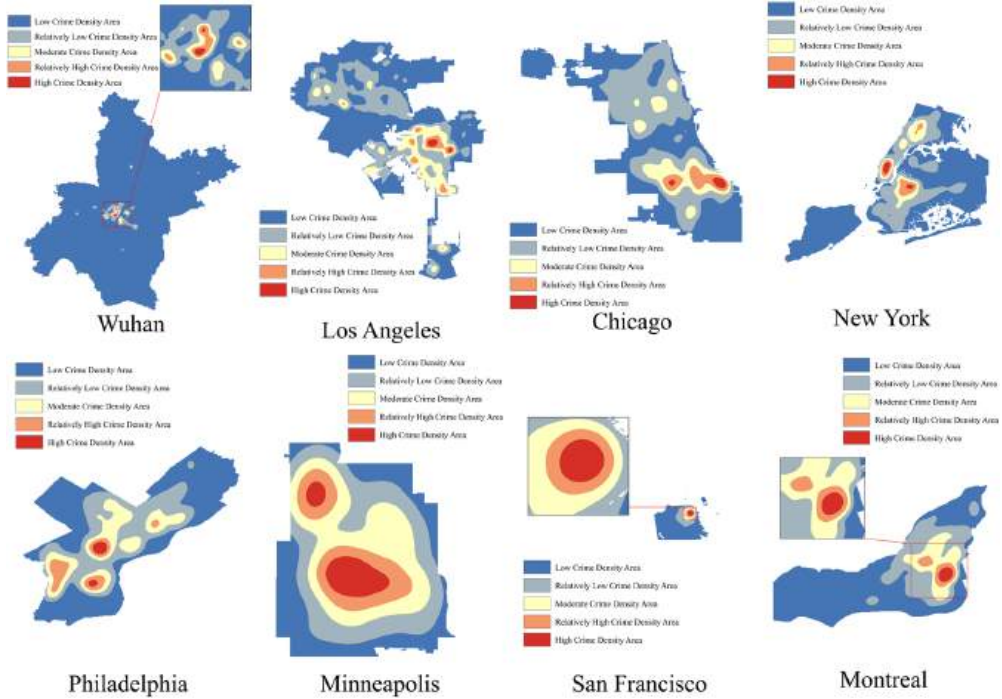 Low Crime Density Area
Relatively Low Crime Density Area
Moderate Crime Density Area
Relatively High Crime Density Area
High Crime Density Area
Wuhan
Low Crime Density Area
Relatively Low Crime Density Area
Moderate Crime Density Area
Relatively High Crime Density Area
High Crime Density Area
Los Angeles
Low Crime Density Area
Relatively Low Crime Density Area
Moderate Crime Density Area
Relatively High Crime Density Area
High Crime Density Area
Chicago
Low Crime Density Area
Relatively Low Crime Density Area
Moderate Crime Density Area
Relatively High Crime Density Area
High Crime Density Area
New York
Low Crime Density Area
Relatively Low Crime Density Area
Moderate Crime Density Area
Relatively High Crime Density Area
High Crime Density Area
Philadelphia
Low Crime Density Area
Relatively Low Crime Density Area
Moderate Crime Density Area
Relatively High Crime Density Area
High Crime Density Area
Minneapolis
Low Crime Density Area
Relatively Low Crime Density Area
Moderate Crime Density Area
Relatively High Crime Density Area
High Crime Density Area
San Francisco
Low Crime Density Area
Relatively Low Crime Density Area
Moderate Crime Density Area
Relatively High Crime Density Area
High Crime Density Area
Montreal